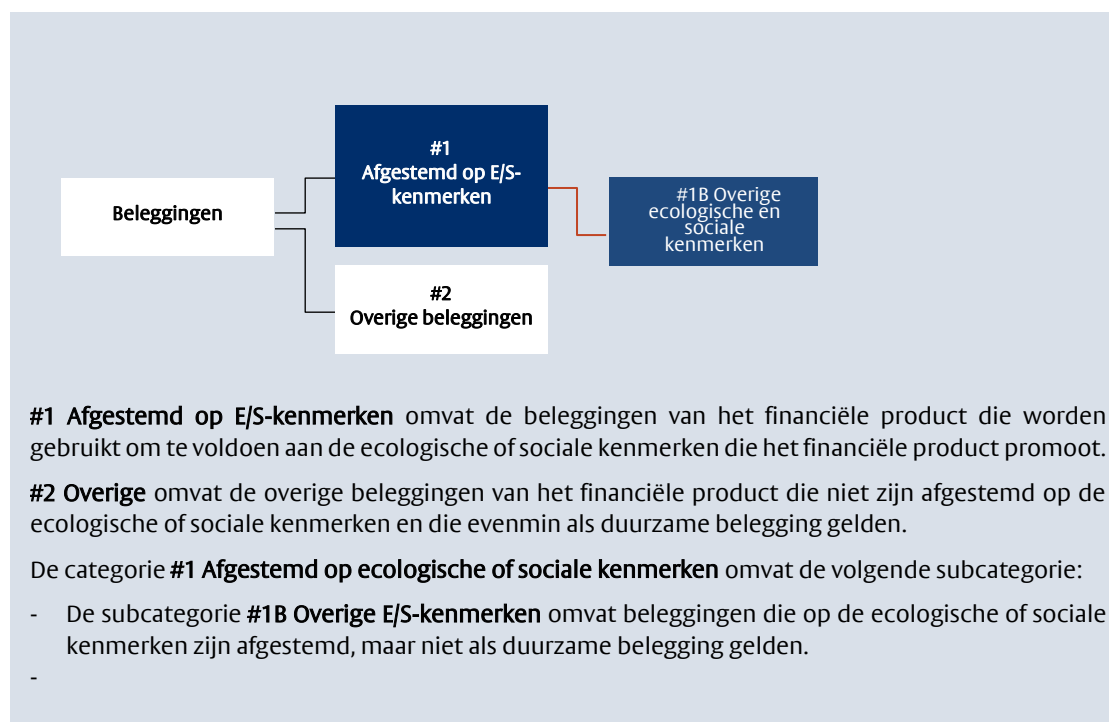 #1
Afgestemd op E/S-
kenmerken
Beleggingen
#1B Overige
ecologische en
sociale
kenmerken
#2
Overige beleggingen
#1 Afgestemd op E/S-kenmerken omvat de beleggingen van het financiële product die worden
gebruikt om te voldoen aan de ecologische of sociale kenmerken die het financiële product promoot.
#2 Overige omvat de overige beleggingen van het financiële product die niet zijn afgestemd op de
ecologische of sociale kenmerken en die evenmin als duurzame belegging gelden.
De categorie #1 Afgestemd op ecologische of sociale kenmerken omvat de volgende subcategorie:
- De subcategorie #1B Overige E/S-kenmerken omvat beleggingen die op de ecologische of sociale
kenmerken zijn afgestemd, maar niet als duurzame belegging gelden.
-